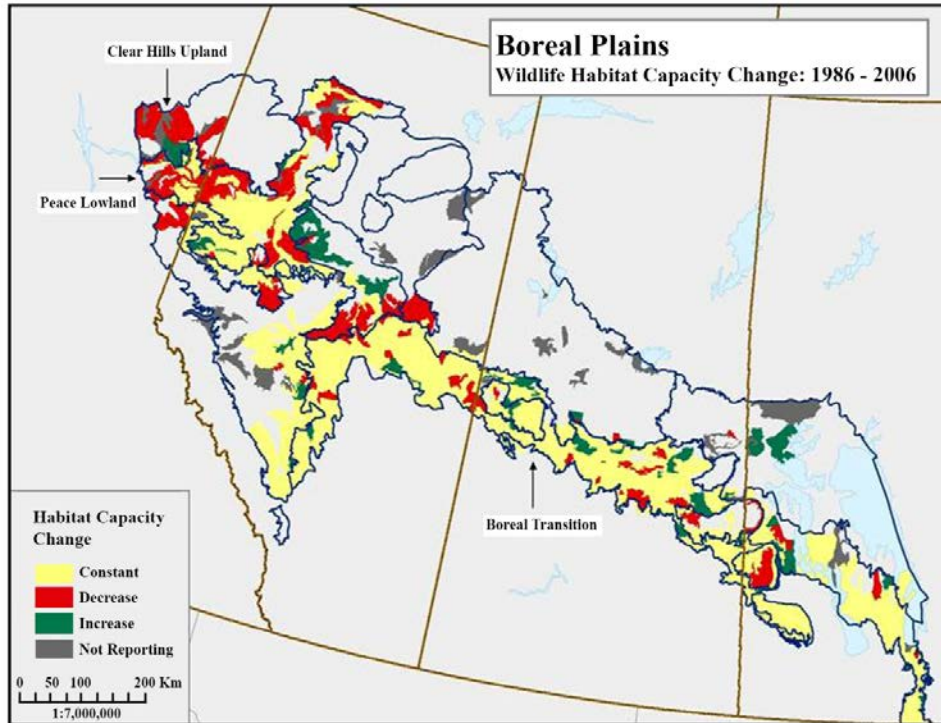 Boreal Plains
Wildlife Habitat Capacity Change: 1986 - 2006
Clear Hills Upland
Peace Lowland
Boreal Transition
Habitat Capacity
Change
Constant
Decrease
Increase
Not Reporting
0 50 100 200 Km
1:7,000,000